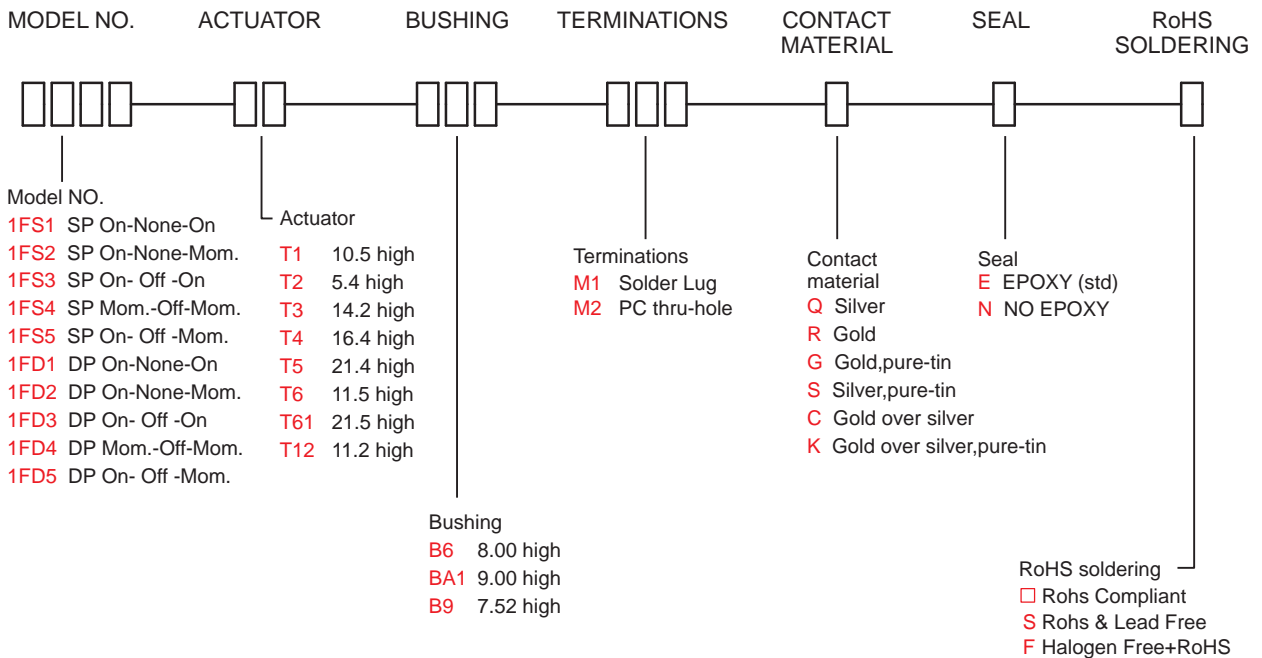 MODEL NO.
ACTUATOR
BUSHING
TERMINATIONS
CONTACT
MATERIAL
SEAL
RoHS
SOLDERING
Model NO.
1FS1 SP On-None-On
1FS2 SP On-None-Mom.
1FS3 SP On- Off -On
1FS4 SP Mom.-Off-Mom.
1FS5 SP On- Off -Mom.
1FD1 DP On-None-On
1FD2 DP On-None-Mom.
1FD3 DP On- Off -On
1FD4 DP Mom.-Off-Mom.
1FD5 DP On- Off -Mom.
Actuator
T1 10.5 high
T2 5.4 high
T3 14.2 high
T4 16.4 high
T5 21.4 high
T6 11.5 high
T61 21.5 high
T12 11.2 high
Bushing
B6 8.00 high
BA1 9.00 high
B9 7.52 high
Terminations
M1 Solder Lug
M2 PC thru-hole
Contact
material
Q Silver
R Gold
G Gold,pure-tin
S Silver,pure-tin
C Gold over silver
K Gold over silver,pure-tin
Seal
E EPOXY (std)
N NO EPOXY
RoHS soldering
□ Rohs Compliant
S Rohs & Lead Free
F Halogen Free+RoHS